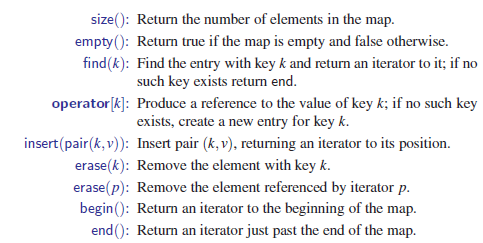 size(): Return the number of elements in the map.
empty(): Return true if the map is empty and false otherwise.
find(k): Find the entry with key k and return an iterator to it; if no
such key exists return end.
operator[k]: Produce a reference to the value of key k; if no such key
exists, create a new entry for key k.
insert(pair(k,v)): Insert pair (k,v), returning an iterator to its position.
erase(k): Remove the element with key k.
erase(p): Remove the element referenced by iterator p.
begin(): Return an iterator to the beginning of the map.
end(): Return an iterator just past the end of the map.